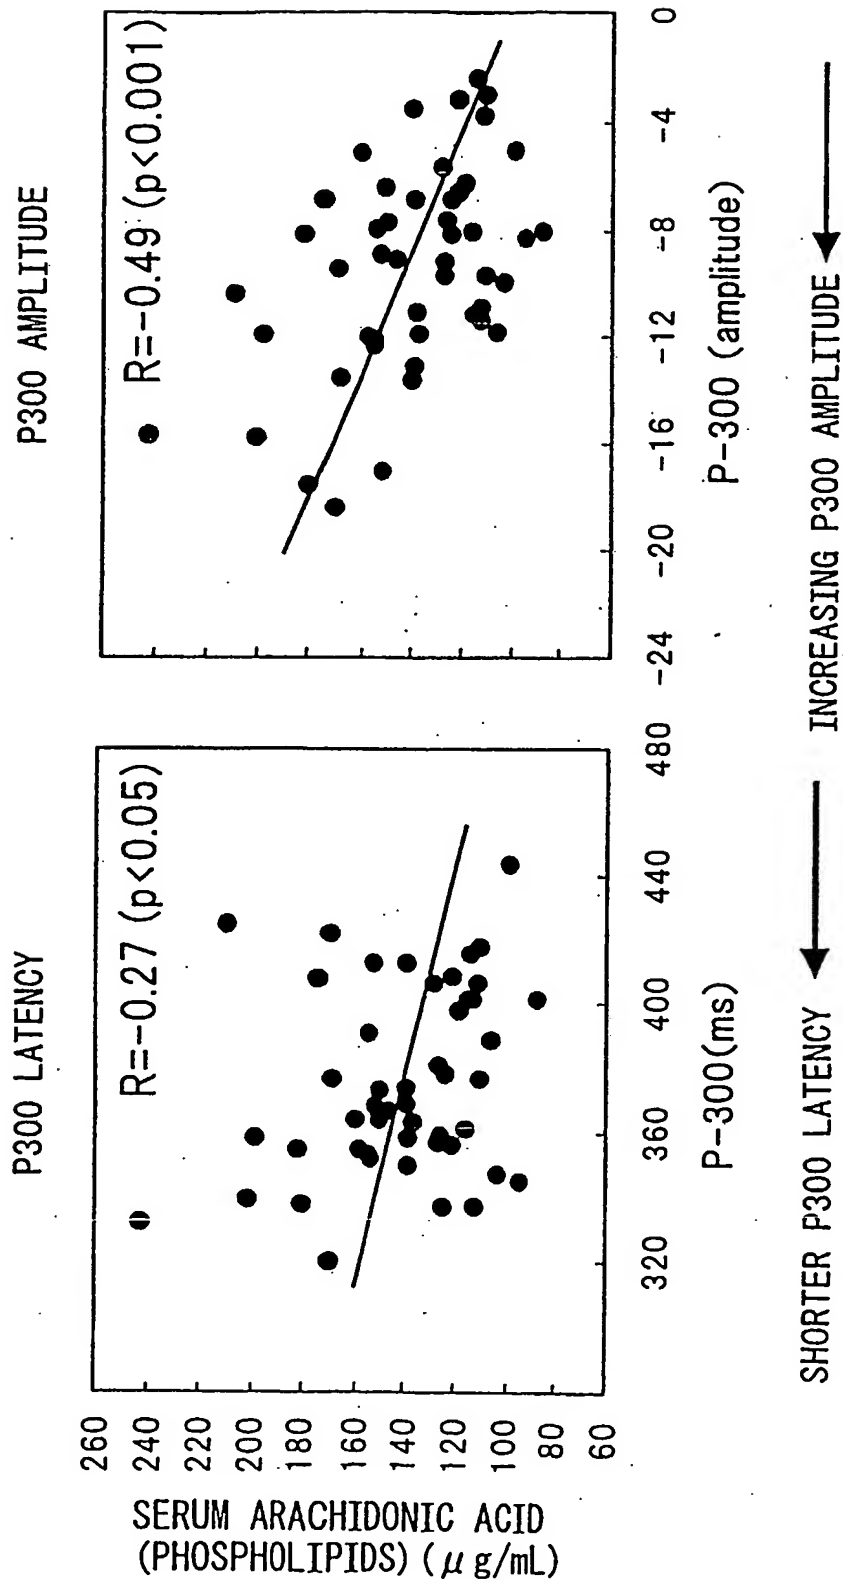 P300 LATENCY
R=-0.27 (p<0.05)
260
240
220
200
180
160
140
120
100
80
60
SERUM ARACHIDONIC ACID
(PHOSPHOLIPIDS) (μg/mL)
320
360
400
440
480
P-300(ms)
SHORTER P300 LATENCY
P300 AMPLITUDE
R=-0.49 (p<0.001)
-24
-20
-16
-12
-8
-4
0
P-300 (amplitude)
INCREASING P300 AMPLITUDE